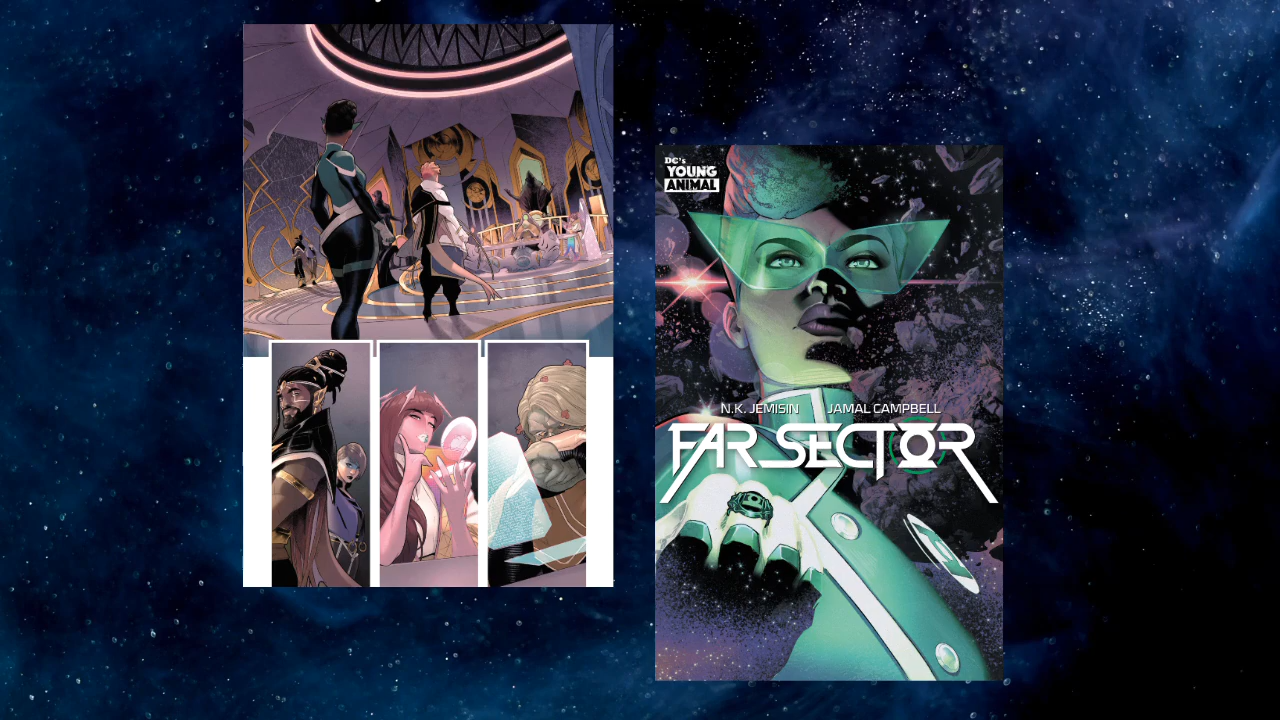 DC's
YOUNG
ANIMAL
N.K. JEMISIN JAMAL CAMPBELL
FAR SECTOR